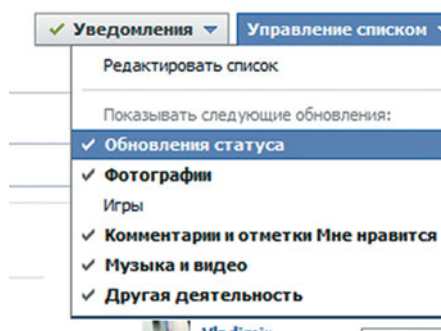 ✓ Уведомления ▼ Управление списком
Редактировать список
Показывать следующие обновления:
✓ Обновления статуса
✓ Фотографии
Игры
✓ Комментарии и отметки Мне нравится
✓ Музыка и видео
✓ Другая деятельность